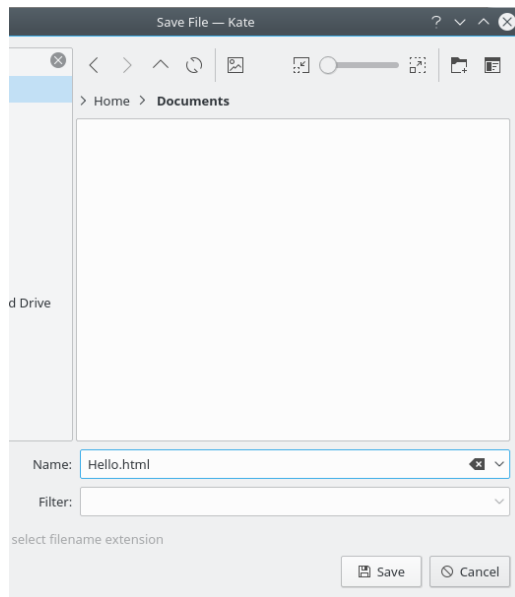 Save File — Kate
> Home > Documents
d Drive
Name: Hello.html
Filter:
select filename extension
Save Cancel